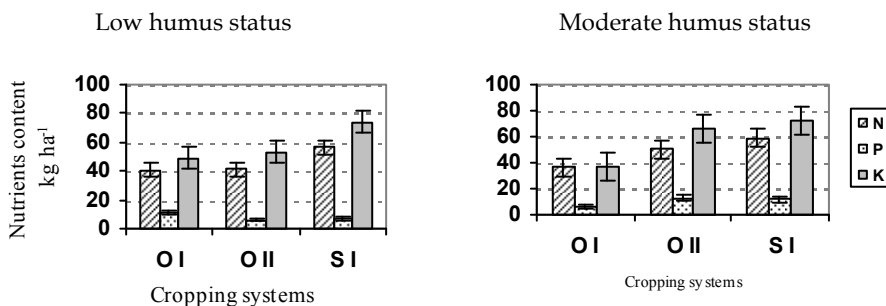 Low humus status
Moderate humus status
Nutrients content
kg ha-1
100
80
60
40
20
0
O I O II S I
Cropping systems
100
80
60
40
20
0
O I O II S I
Cropping systems
N
P
K